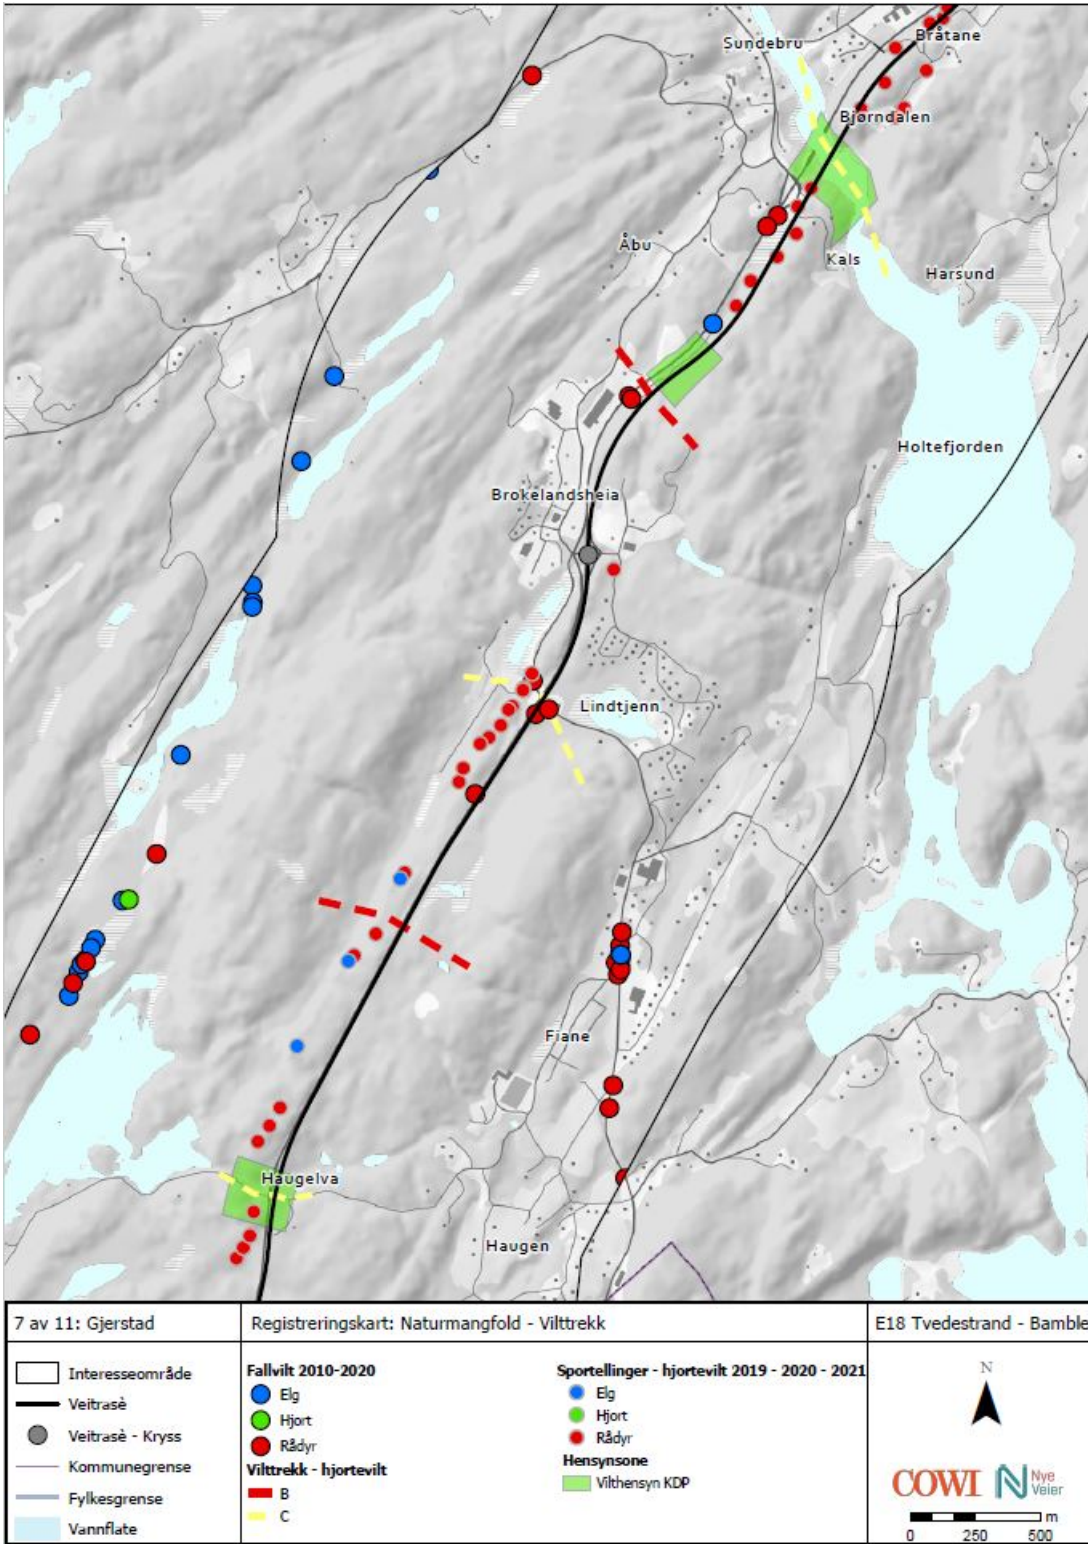 Sundebru
Bråtane
Bjørndalen
Åbu
Kals
Harsund
Holtefjorden
Brokelandsheia
Lindtjenn
Fiane
Haugelva
Haugen
7 av 11: Gjerstad
Registreringskart: Naturmangfold - Vilttrekk
E18 Tvedestrand - Bamble
Interesseområde
Veitrasè
Veitrasè - Kryss
Kommunegrense
Fylkesgrense
Vannflate
Fallvilt 2010-2020
Elg
Hjort
Rådyr
Vilttrekk - hjortevilt
B
C
Sportellinger - hjortevilt 2019 - 2020 - 2021
Elg
Hjort
Rådyr
Hensynsone
Vilthensyn KDP
N
COWI
Nye
Veier
m
0 250 500